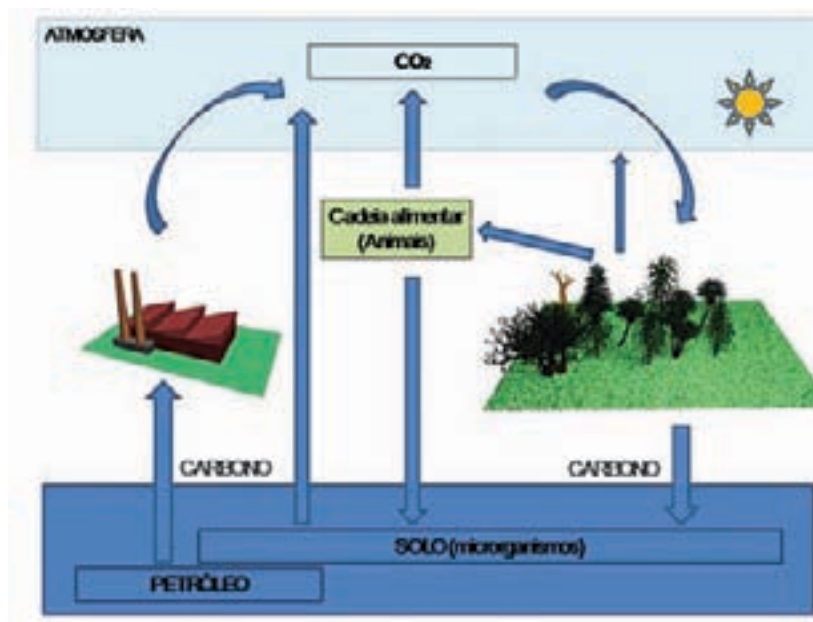 ATMOSFERA
CO₂
Cadeia alimentar
(Animais)
CARBONO
CARBONO
SOLO (microrganismos)
PETRÓLEO